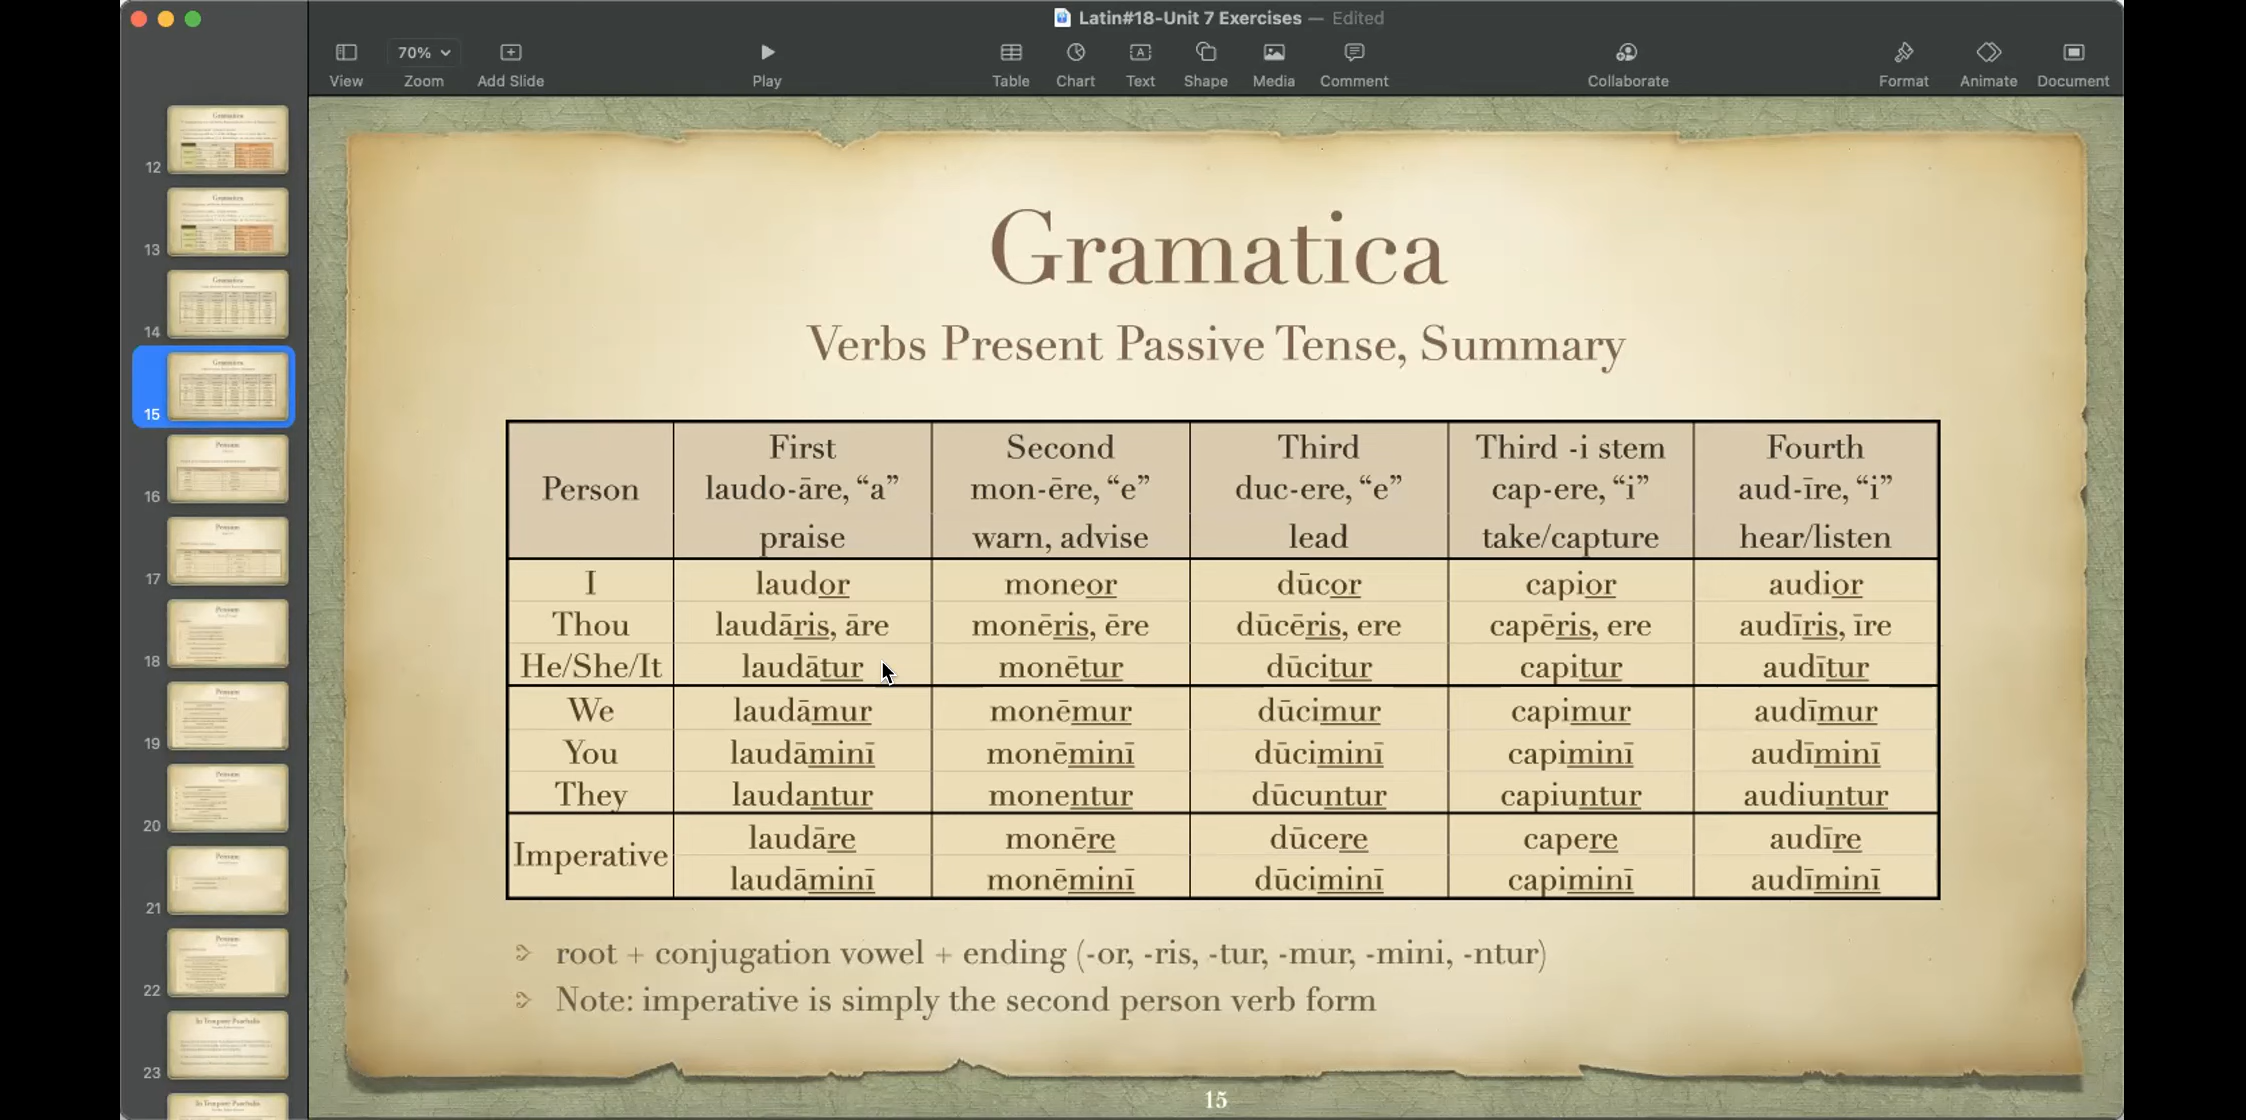 Latin#18-Unit 7 Exercises — Edited
70%
View Zoom Add Slide Play Table Chart Text Shape Media Comment Collaborate Format Animate Document
12
13
14
15
16
17
18
19
20
21
22
23
Gramatica
Verbs Present Passive Tense, Summary
Person
First
laudo-āre, “a”
praise
Second
mon-ēre, “e”
warn, advise
Third
duc-ere, “e”
lead
Third -i stem
cap-ere, “i”
take/capture
Fourth
aud-īre, “i”
hear/listen
I laudor moneor dūcor capior audior
Thou laudāris, āre monēris, ēre dūcēris, ere capēris, ere audīris, īre
He/She/It laudātur monētur dūcitur capitur audītur
We laudāmur monēmur dūcimur capimur audīmur
You laudāminī monēminī dūciminī capiminī audīminī
They laudantur monentur dūcuntur capiuntur audiuntur
Imperative
laudāre monēre dūcere capere audīre
laudāminī monēminī dūciminī capiminī audīminī
root + conjugation vowel + ending (-or, -ris, -tur, -mur, -mini, -ntur)
Note: imperative is simply the second person verb form
15